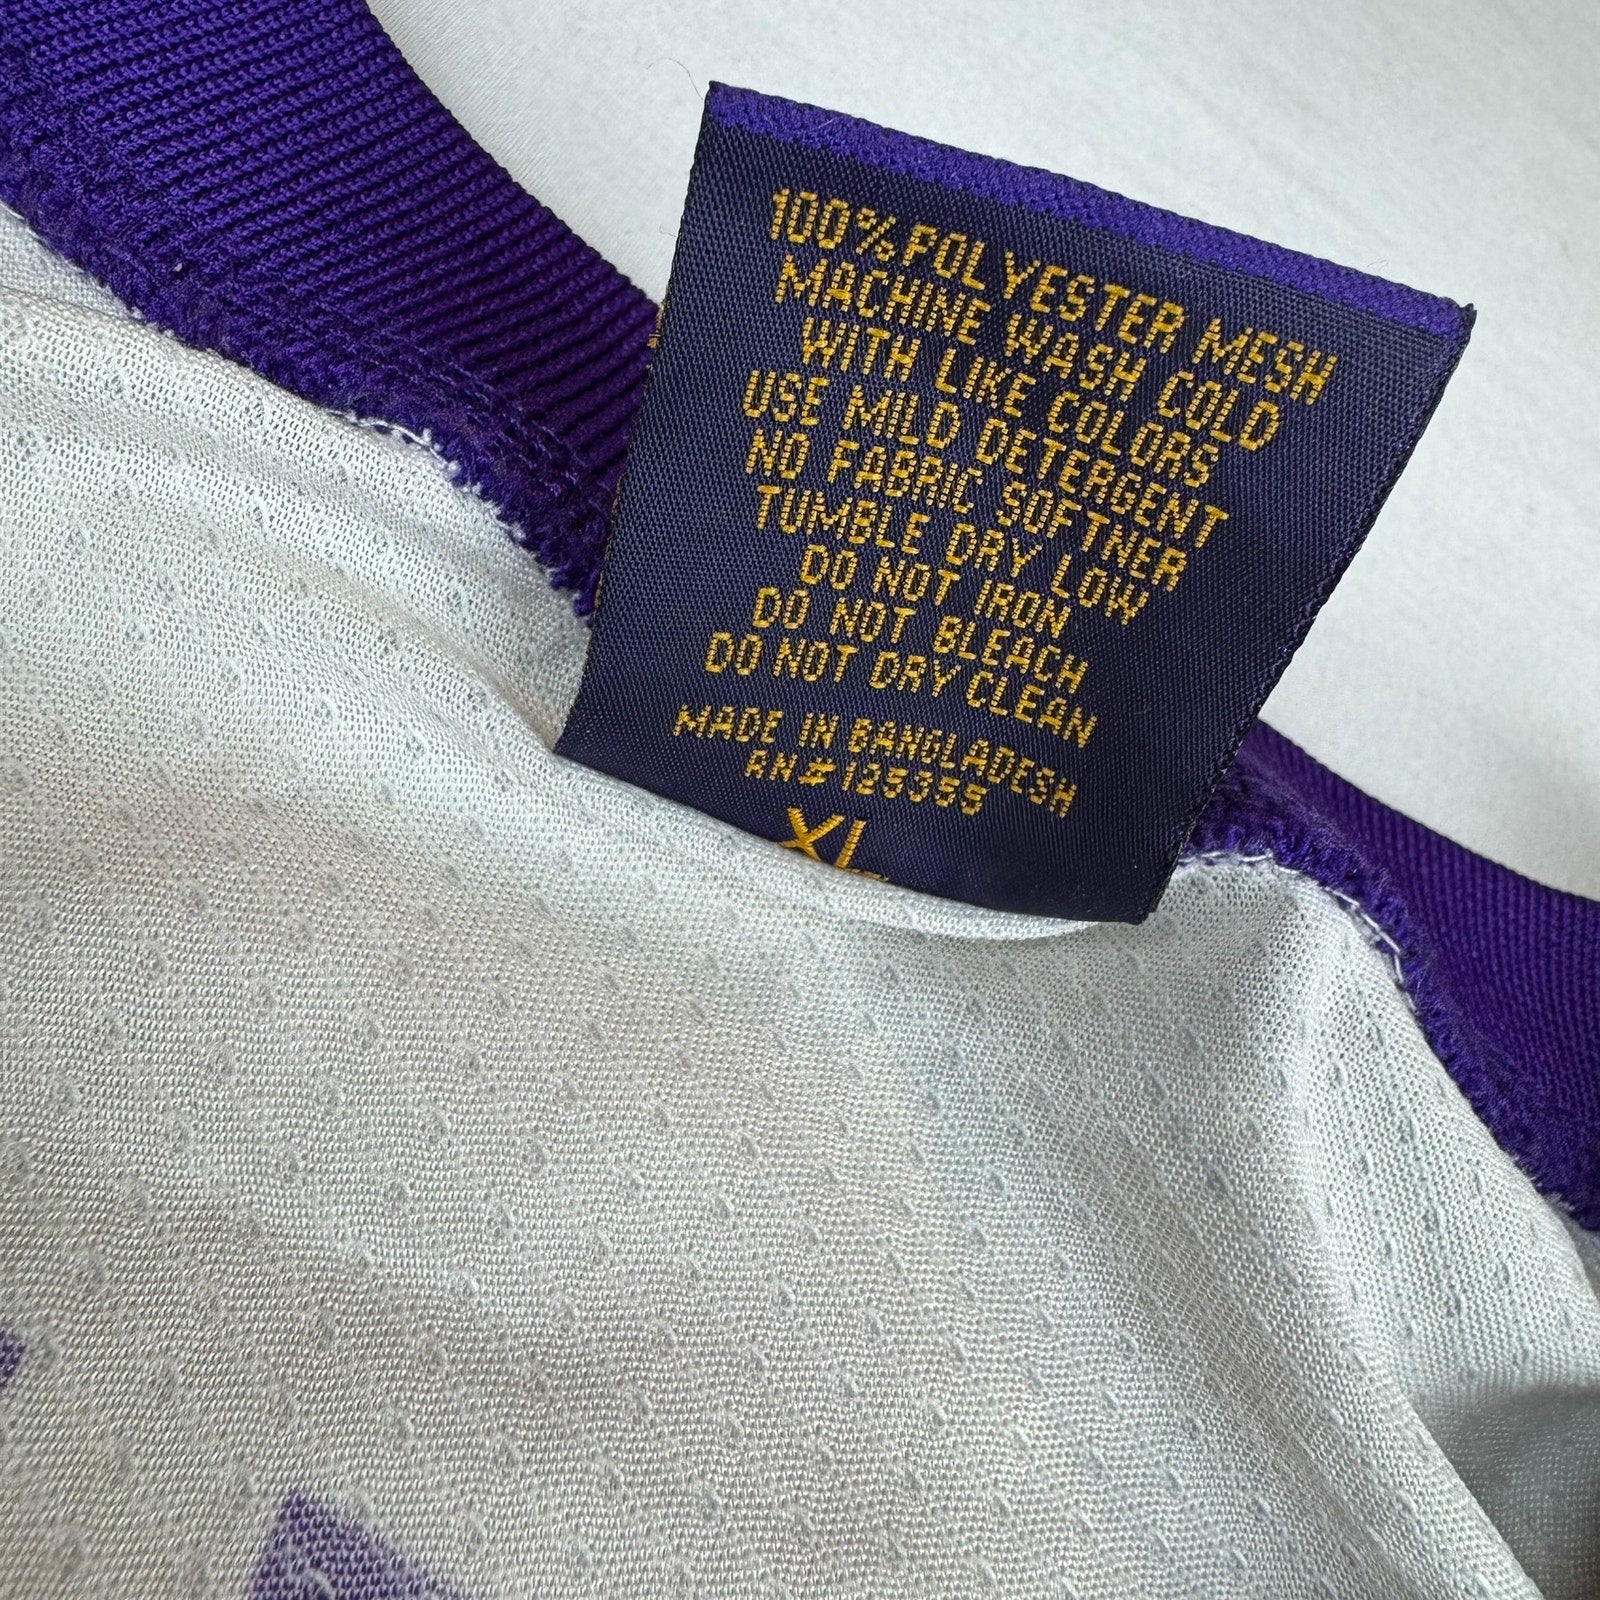 100% POLYESTER MESH
MACHINE WASH COLD
WITH LIKE COLORS
USE MILD DETERGENT
NO FABRIC SOFTNER
TUMBLE DRY LOW
DO NOT IRON
DO NOT BLEACH
DO NOT DRY CLEAN
MADE IN BANGLADESH
RN# 125355
XL